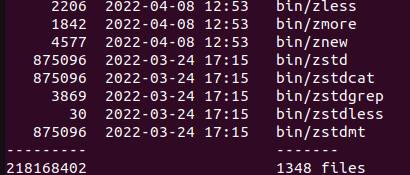 2206 2022-04-08 12:53 bin/zless
1842 2022-04-08 12:53 bin/zmore
4577 2022-04-08 12:53 bin/znew
875096 2022-03-24 17:15 bin/zstd
875096 2022-03-24 17:15 bin/zstdcat
3869 2022-03-24 17:15 bin/zstdgrep
30 2022-03-24 17:15 bin/zstdless
875096 2022-03-24 17:15 bin/zstdmt
--------- -------
218168402 1348 files